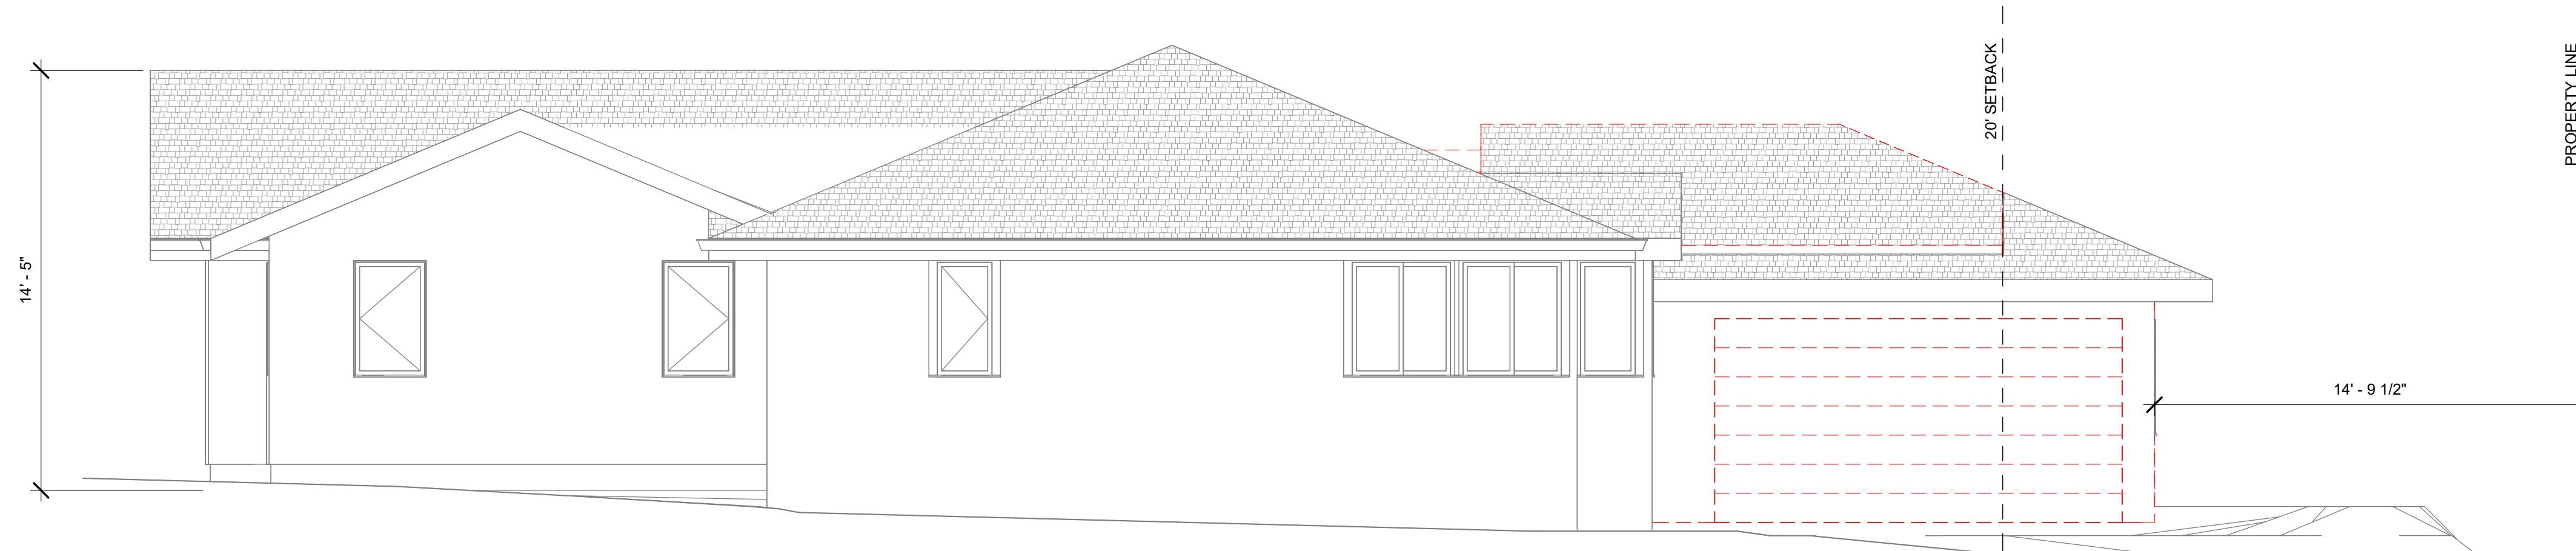 14' - 5"
20' SETBACK
PROPERTY LINE
14' - 9 1/2"